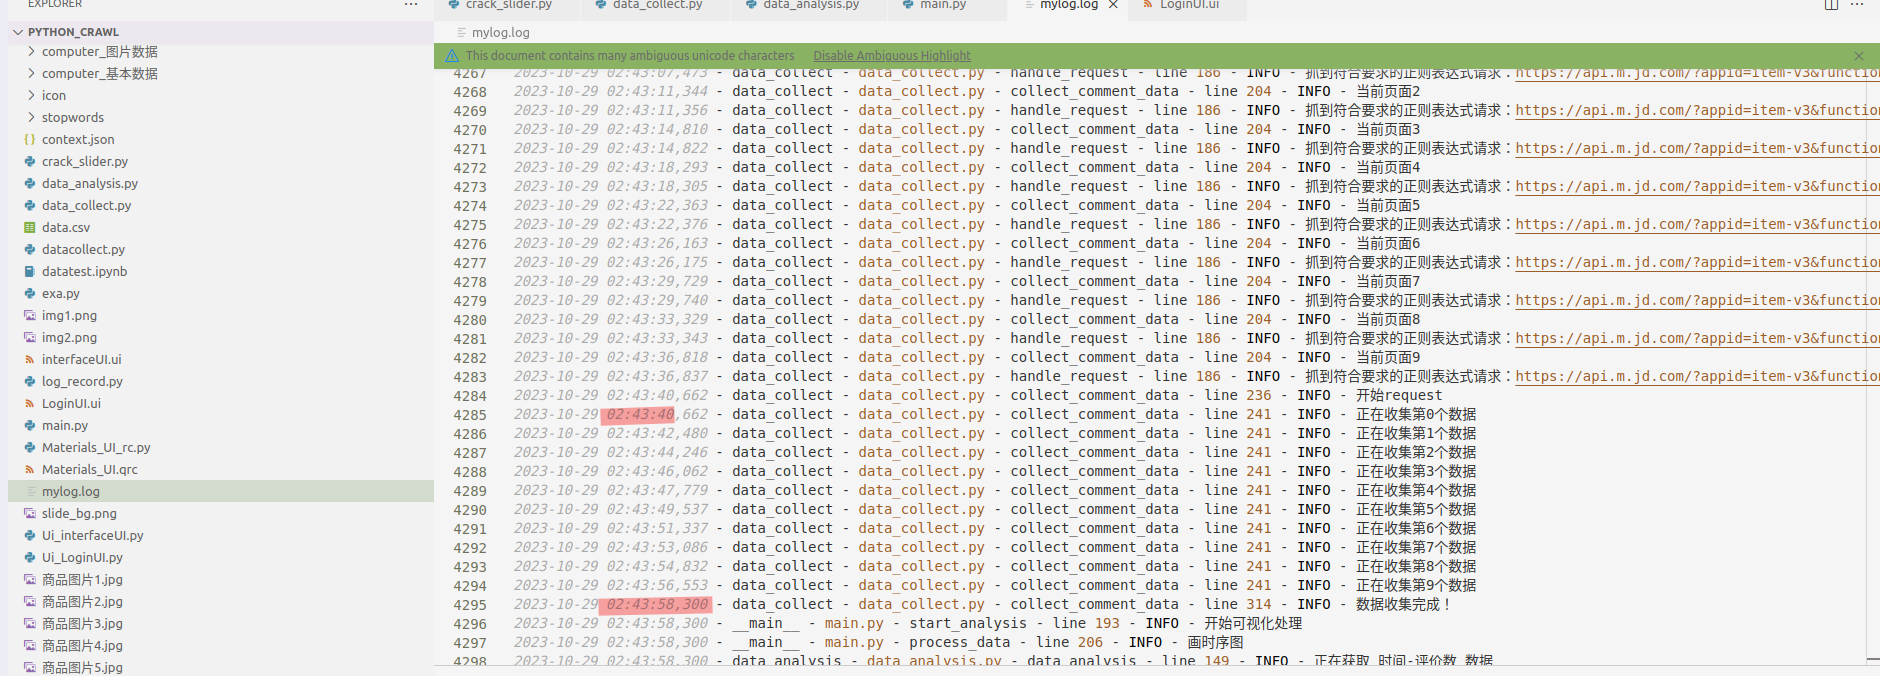 EXPLORER ···
PYTHON_CRAWL
computer_图片数据
computer_基本数据
icon
stopwords
context.json
crack_slider.py
data_analysis.py
data_collect.py
data.csv
datacollect.py
datatest.ipynb
exa.py
img1.png
img2.png
interfaceUI.ui
log_record.py
LoginUI.ui
main.py
Materials_UI_rc.py
Materials_UI.qrc
mylog.log
slide_bg.png
Ui_interfaceUI.py
Ui_LoginUI.py
商品图片1.jpg
商品图片2.jpg
商品图片3.jpg
商品图片4.jpg
商品图片5.jpg
crack_slider.py data_collect.py data_analysis.py main.py mylog.log LoginUI.ui ···
mylog.log
This document contains many ambiguous unicode characters Disable Ambiguous Highlight
4267 2023-10-29 02:43:07,473 - data_collect - data_collect.py - handle_request - line 186 - INFO - 抓到符合要求的正则表达式请求：https://api.m.jd.com/?appid=item-v3&function
4268 2023-10-29 02:43:11,344 - data_collect - data_collect.py - collect_comment_data - line 204 - INFO - 当前页面2
4269 2023-10-29 02:43:11,356 - data_collect - data_collect.py - handle_request - line 186 - INFO - 抓到符合要求的正则表达式请求：https://api.m.jd.com/?appid=item-v3&function
4270 2023-10-29 02:43:14,810 - data_collect - data_collect.py - collect_comment_data - line 204 - INFO - 当前页面3
4271 2023-10-29 02:43:14,822 - data_collect - data_collect.py - handle_request - line 186 - INFO - 抓到符合要求的正则表达式请求：https://api.m.jd.com/?appid=item-v3&function
4272 2023-10-29 02:43:18,293 - data_collect - data_collect.py - collect_comment_data - line 204 - INFO - 当前页面4
4273 2023-10-29 02:43:18,305 - data_collect - data_collect.py - handle_request - line 186 - INFO - 抓到符合要求的正则表达式请求：https://api.m.jd.com/?appid=item-v3&function
4274 2023-10-29 02:43:22,363 - data_collect - data_collect.py - collect_comment_data - line 204 - INFO - 当前页面5
4275 2023-10-29 02:43:22,376 - data_collect - data_collect.py - handle_request - line 186 - INFO - 抓到符合要求的正则表达式请求：https://api.m.jd.com/?appid=item-v3&function
4276 2023-10-29 02:43:26,163 - data_collect - data_collect.py - collect_comment_data - line 204 - INFO - 当前页面6
4277 2023-10-29 02:43:26,175 - data_collect - data_collect.py - handle_request - line 186 - INFO - 抓到符合要求的正则表达式请求：https://api.m.jd.com/?appid=item-v3&function
4278 2023-10-29 02:43:29,729 - data_collect - data_collect.py - collect_comment_data - line 204 - INFO - 当前页面7
4279 2023-10-29 02:43:29,740 - data_collect - data_collect.py - handle_request - line 186 - INFO - 抓到符合要求的正则表达式请求：https://api.m.jd.com/?appid=item-v3&function
4280 2023-10-29 02:43:33,329 - data_collect - data_collect.py - collect_comment_data - line 204 - INFO - 当前页面8
4281 2023-10-29 02:43:33,343 - data_collect - data_collect.py - handle_request - line 186 - INFO - 抓到符合要求的正则表达式请求：https://api.m.jd.com/?appid=item-v3&function
4282 2023-10-29 02:43:36,818 - data_collect - data_collect.py - collect_comment_data - line 204 - INFO - 当前页面9
4283 2023-10-29 02:43:36,837 - data_collect - data_collect.py - handle_request - line 186 - INFO - 抓到符合要求的正则表达式请求：https://api.m.jd.com/?appid=item-v3&function
4284 2023-10-29 02:43:40,662 - data_collect - data_collect.py - collect_comment_data - line 236 - INFO - 开始request
4285 2023-10-29 02:43:40,662 - data_collect - data_collect.py - collect_comment_data - line 241 - INFO - 正在收集第0个数据
4286 2023-10-29 02:43:42,480 - data_collect - data_collect.py - collect_comment_data - line 241 - INFO - 正在收集第1个数据
4287 2023-10-29 02:43:44,246 - data_collect - data_collect.py - collect_comment_data - line 241 - INFO - 正在收集第2个数据
4288 2023-10-29 02:43:46,062 - data_collect - data_collect.py - collect_comment_data - line 241 - INFO - 正在收集第3个数据
4289 2023-10-29 02:43:47,779 - data_collect - data_collect.py - collect_comment_data - line 241 - INFO - 正在收集第4个数据
4290 2023-10-29 02:43:49,537 - data_collect - data_collect.py - collect_comment_data - line 241 - INFO - 正在收集第5个数据
4291 2023-10-29 02:43:51,337 - data_collect - data_collect.py - collect_comment_data - line 241 - INFO - 正在收集第6个数据
4292 2023-10-29 02:43:53,086 - data_collect - data_collect.py - collect_comment_data - line 241 - INFO - 正在收集第7个数据
4293 2023-10-29 02:43:54,832 - data_collect - data_collect.py - collect_comment_data - line 241 - INFO - 正在收集第8个数据
4294 2023-10-29 02:43:56,553 - data_collect - data_collect.py - collect_comment_data - line 241 - INFO - 正在收集第9个数据
4295 2023-10-29 02:43:58,300 - data_collect - data_collect.py - collect_comment_data - line 314 - INFO - 数据收集完成！
4296 2023-10-29 02:43:58,300 - __main__ - main.py - start_analysis - line 193 - INFO - 开始可视化处理
4297 2023-10-29 02:43:58,300 - __main__ - main.py - process_data - line 206 - INFO - 画时序图
4298 2023-10-29 02:43:58,300 - data_analysis - data_analysis.py - data_analysis - line 149 - INFO - 正在获取 时间-评价数 数据